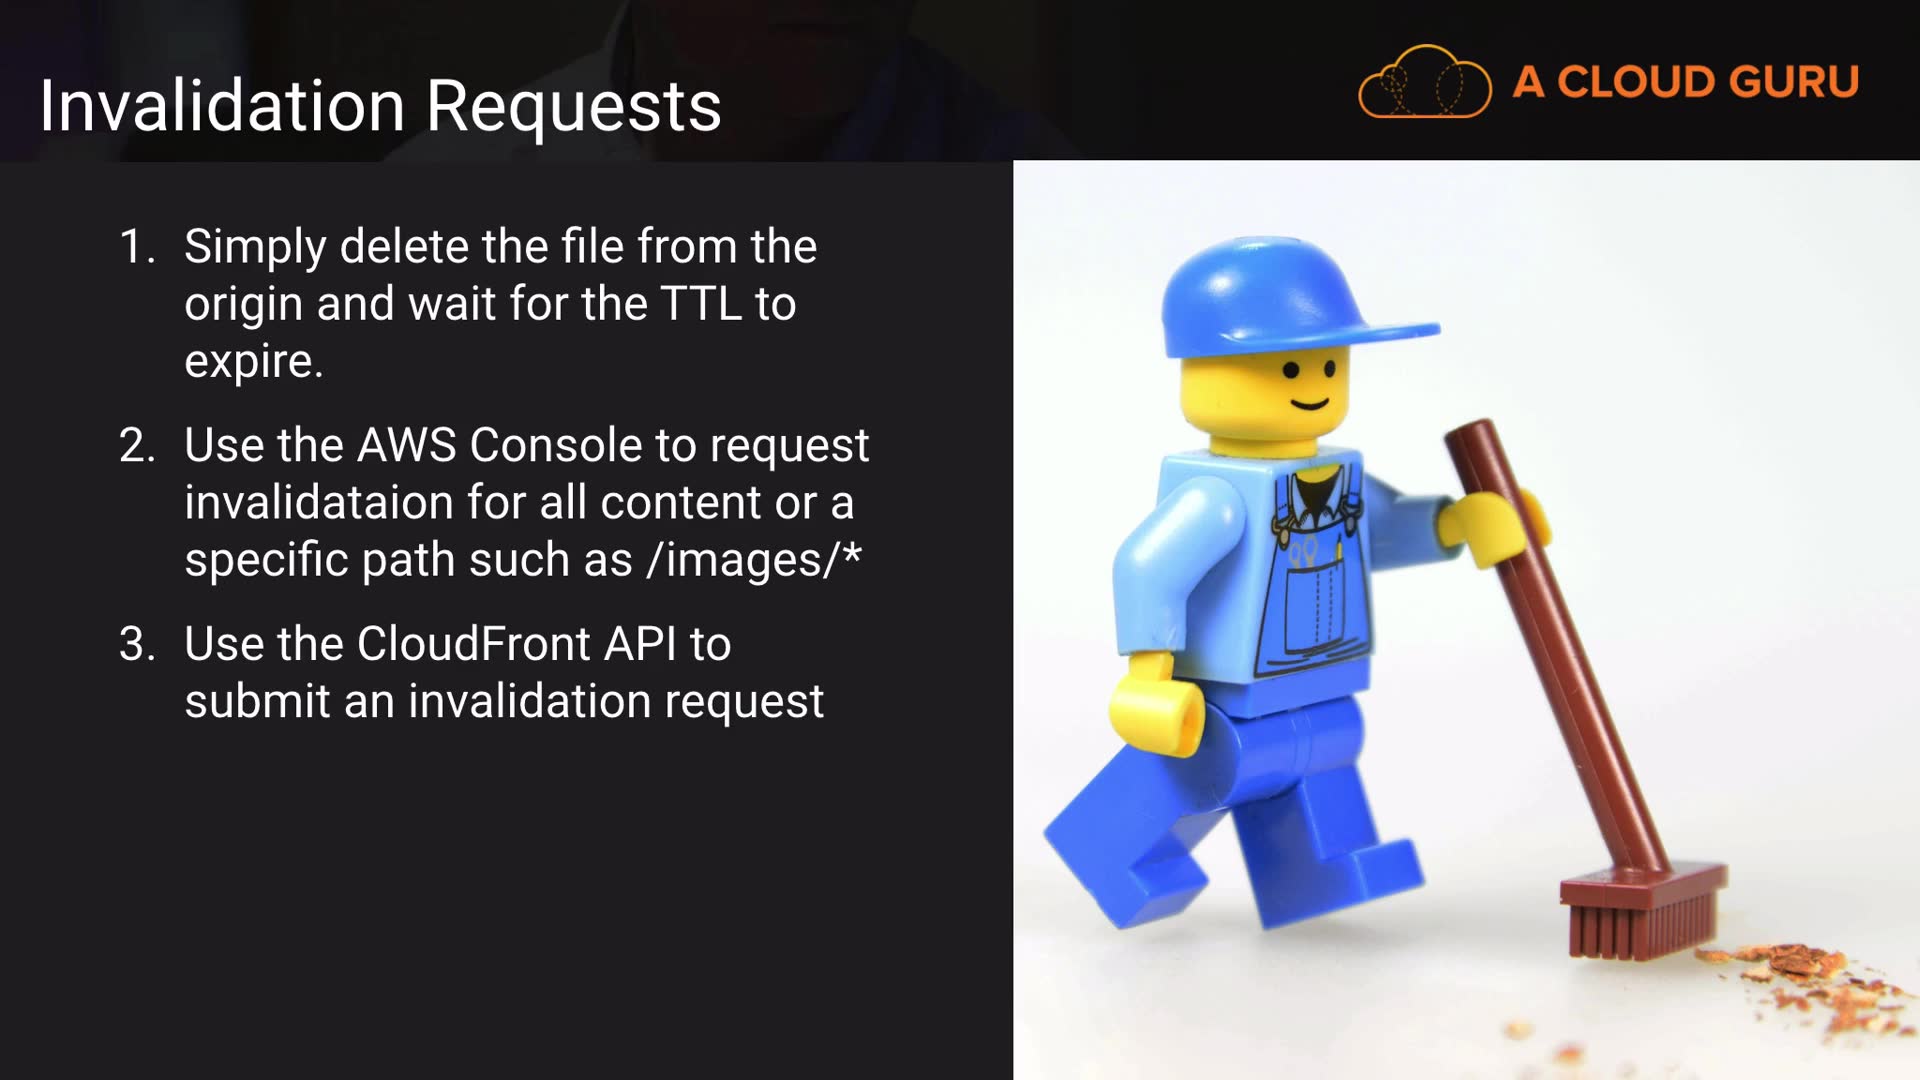 Invalidation Requests
A CLOUD GURU
1. Simply delete the file from the
origin and wait for the TTL to
expire.
2. Use the AWS Console to request
invalidataion for all content or a
specific path such as /images/*
3. Use the CloudFront API to
submit an invalidation request